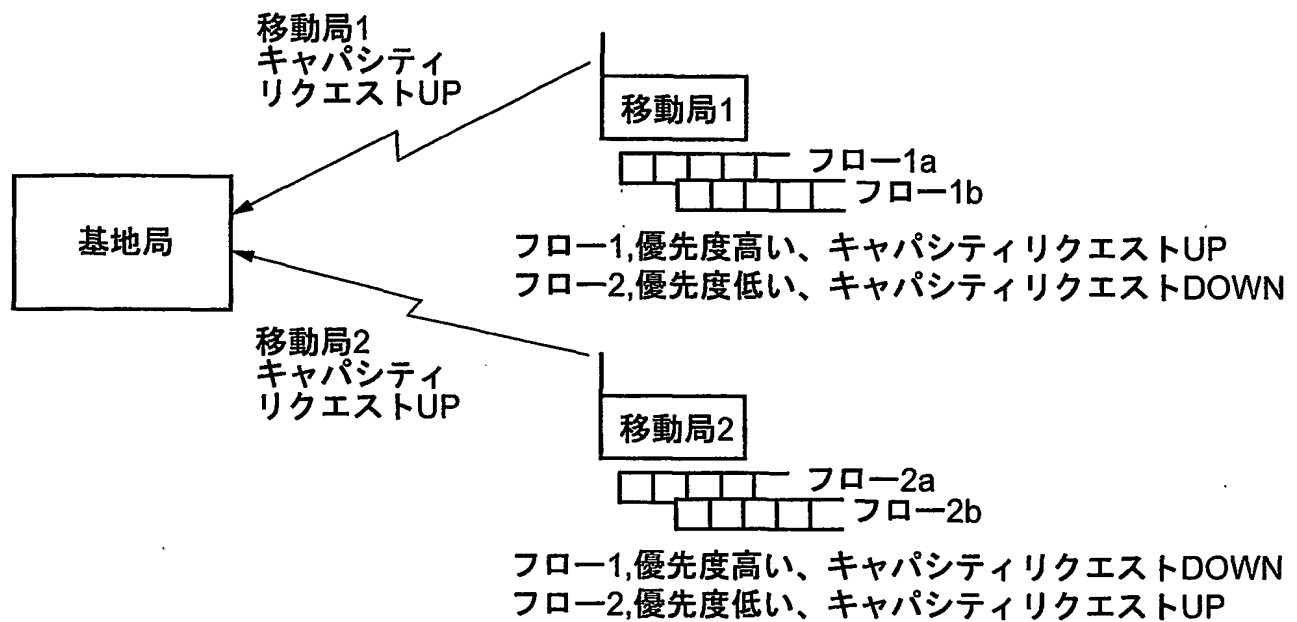 移動局1
キャパシティ
リクエストUP
移動局1
フロー1a
フロー1b
基地局
フロー1,優先度高い、キャパシティリクエストUP
フロー2,優先度低い、キャパシティリクエストDOWN
移動局2
キャパシティ
リクエストUP
移動局2
フロー2a
フロー2b
フロー1,優先度高い、キャパシティリクエストDOWN
フロー2,優先度低い、キャパシティリクエストUP